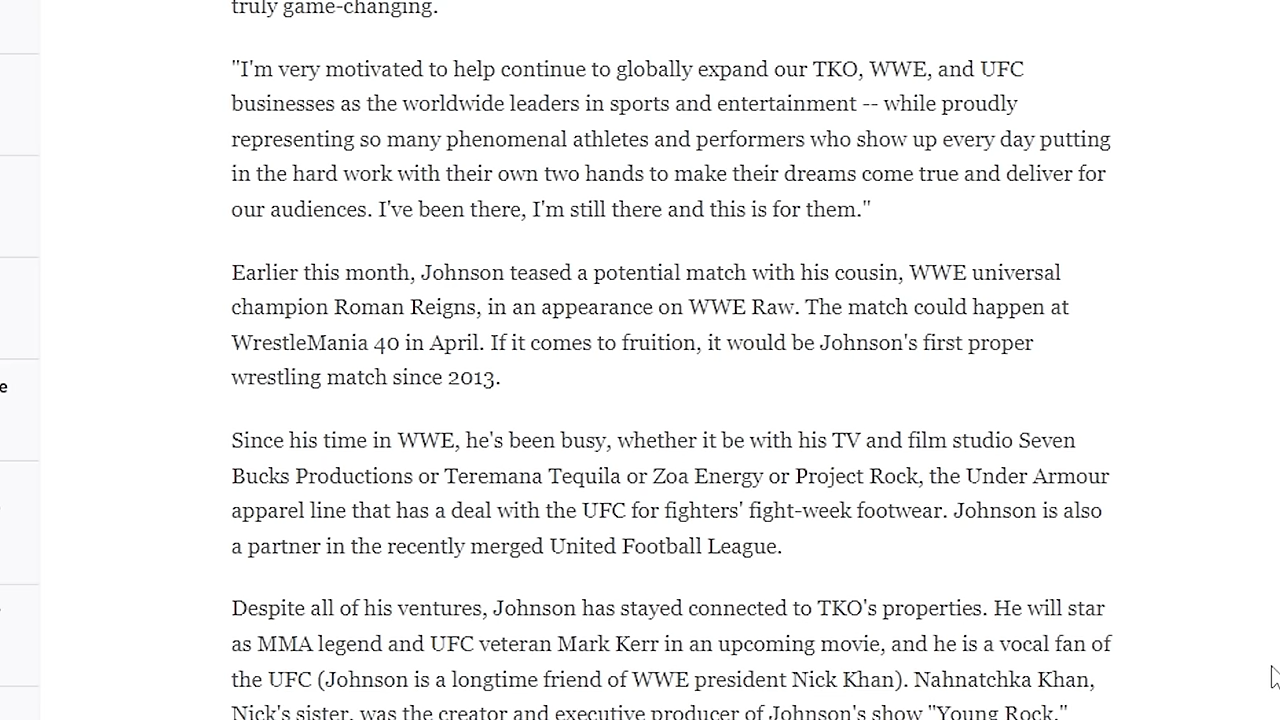 truly game-changing.
"I'm very motivated to help continue to globally expand our TKO, WWE, and UFC
businesses as the worldwide leaders in sports and entertainment -- while proudly
representing so many phenomenal athletes and performers who show up every day putting
in the hard work with their own two hands to make their dreams come true and deliver for
our audiences. I've been there, I'm still there and this is for them."
Earlier this month, Johnson teased a potential match with his cousin, WWE universal
champion Roman Reigns, in an appearance on WWE Raw. The match could happen at
WrestleMania 40 in April. If it comes to fruition, it would be Johnson's first proper
wrestling match since 2013.
e
Since his time in WWE, he's been busy, whether it be with his TV and film studio Seven
Bucks Productions or Teremana Tequila or Zoa Energy or Project Rock, the Under Armour
apparel line that has a deal with the UFC for fighters' fight-week footwear. Johnson is also
a partner in the recently merged United Football League.
Despite all of his ventures, Johnson has stayed connected to TKO's properties. He will star
as MMA legend and UFC veteran Mark Kerr in an upcoming movie, and he is a vocal fan of
the UFC (Johnson is a longtime friend of WWE president Nick Khan). Nahnatchka Khan,
Nick's sister, was the creator and executive producer of Johnson's show "Young Rock."